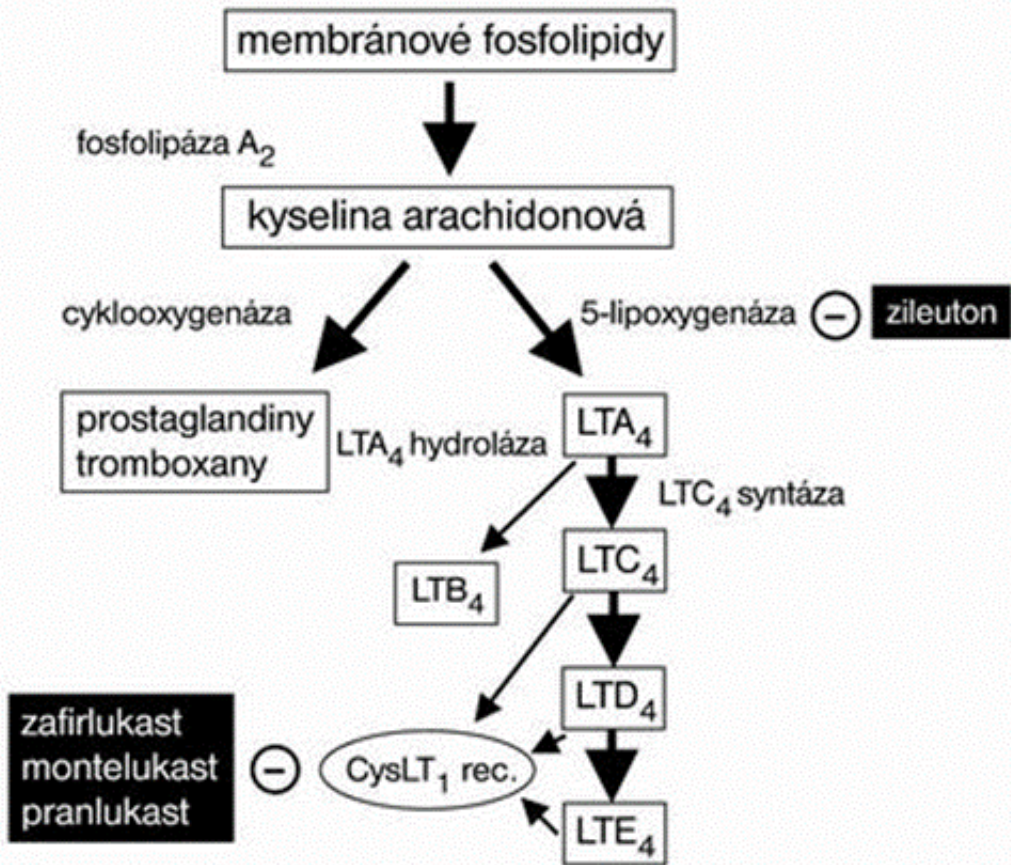 membránové fosfolipidy
fosfolipáza A₂
kyselina arachidonová
cyklooxygenáza
5-lipoxygenáza
−
zileuton
prostaglandiny
tromboxany
LTA₄ hydroláza
LTA₄
LTC₄ syntáza
LTB₄
LTC₄
LTD₄
zafirlukast
montelukast
pranlukast
−
CysLT₁ rec.
LTE₄